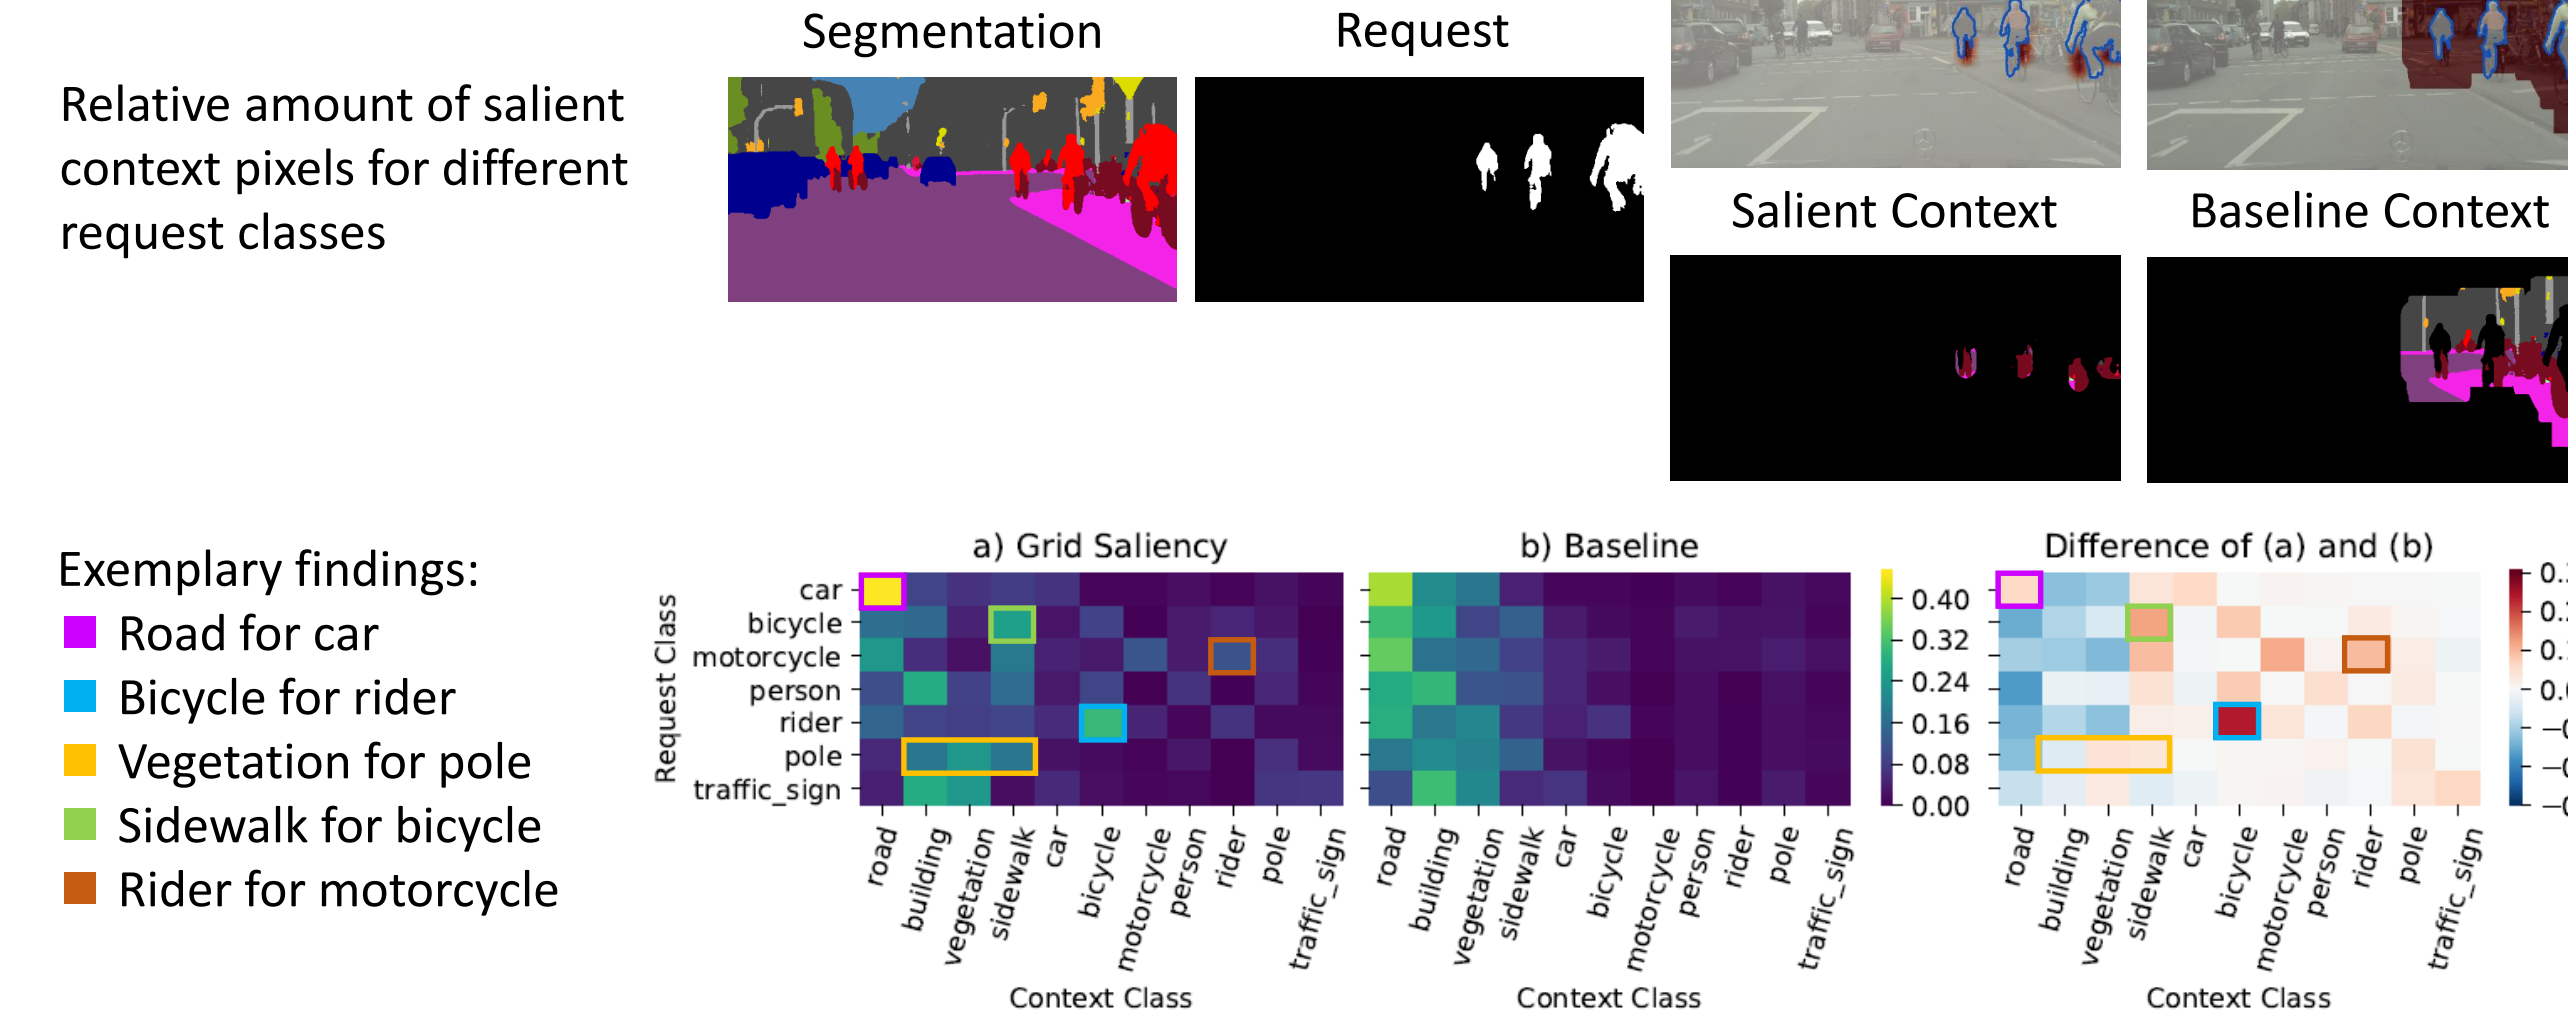 Segmentation
Request
Relative amount of salient
context pixels for different
request classes
Salient Context
Baseline Context
Exemplary findings:
Road for car
Bicycle for rider
Vegetation for pole
Sidewalk for bicycle
Rider for motorcycle
a) Grid Saliency
b) Baseline
Difference of (a) and (b)
Request Class
car
bicycle
motorcycle
person
rider
pole
traffic_sign
road
building
vegetation
sidewalk
car
bicycle
motorcycle
person
rider
pole
traffic_sign
Context Class
road
building
vegetation
sidewalk
car
bicycle
motorcycle
person
rider
pole
traffic_sign
Context Class
0.40
0.32
0.24
0.16
0.08
0.00
road
building
vegetation
sidewalk
car
bicycle
motorcycle
person
rider
pole
traffic_sign
Context Class